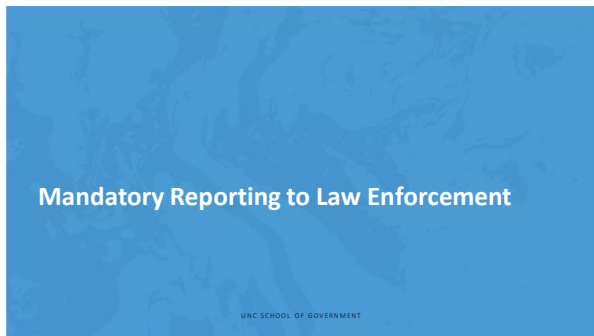 Mandatory Reporting to Law Enforcement
UNC SCHOOL OF GOVERNMENT